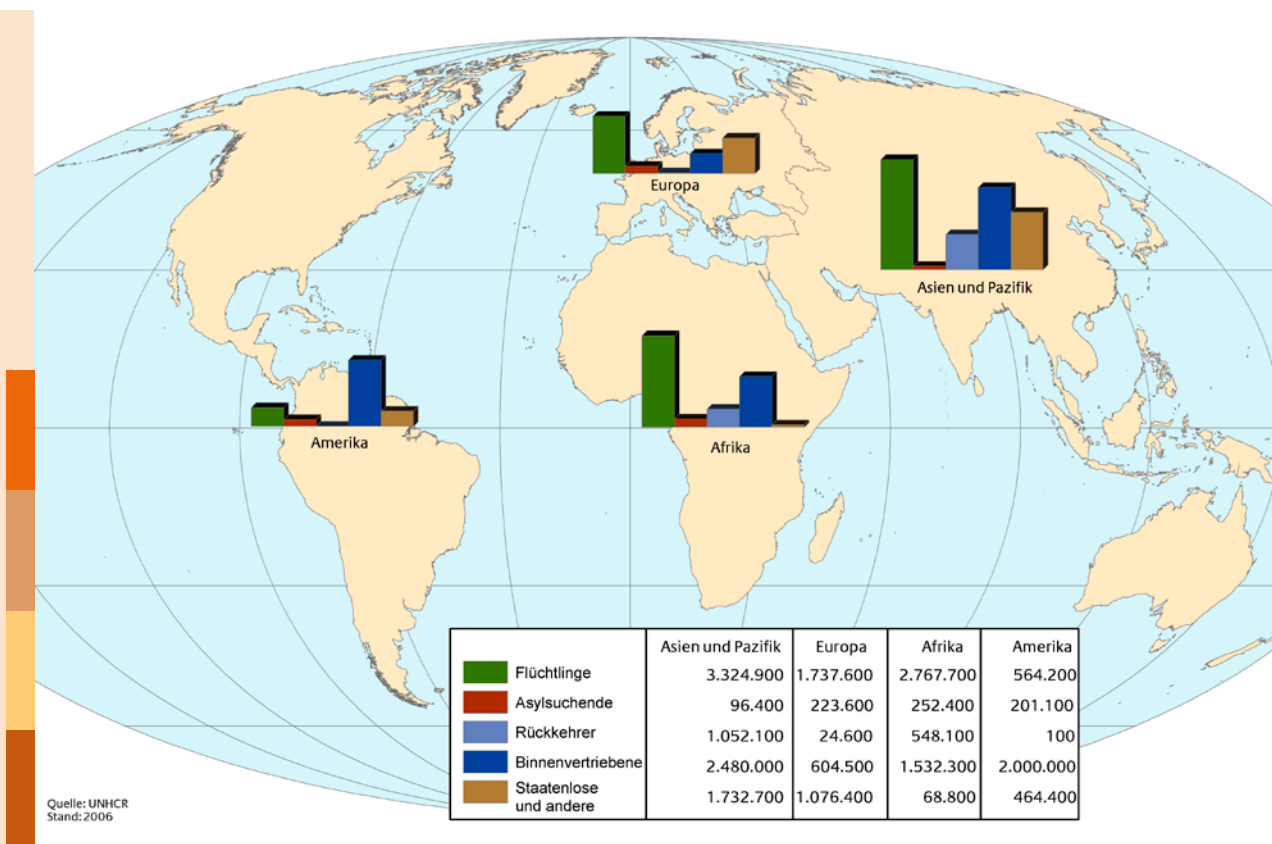 Europa
Asien und Pazifik
Amerika
Afrika
Asien und Pazifik Europa Afrika Amerika
Flüchtlinge 3.324.900 1.737.600 2.767.700 564.200
Asylsuchende 96.400 223.600 252.400 201.100
Rückkehrer 1.052.100 24.600 548.100 100
Binnenvertriebene 2.480.000 604.500 1.532.300 2.000.000
Staatenlose
und andere 1.732.700 1.076.400 68.800 464.400
Quelle: UNHCR
Stand: 2006